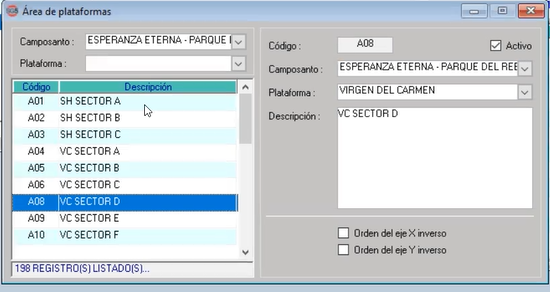 Área de plataformas
Camposanto :
ESPERANZA ETERNA - PARQUE
Plataforma :
Código
Descripción
A01 SH SECTOR A
A02 SH SECTOR B
A03 SH SECTOR C
A04 VC SECTOR A
A05 VC SECTOR B
A06 VC SECTOR C
A08 VC SECTOR D
A09 VC SECTOR E
A10 VC SECTOR F
198 REGISTRO(S) LISTADO(S)...
Código :
A08
Activo
Camposanto :
ESPERANZA ETERNA - PARQUE DEL REE
Plataforma :
VIRGEN DEL CARMEN
Descripción :
VC SECTOR D
Orden del eje X inverso
Orden del eje Y inverso